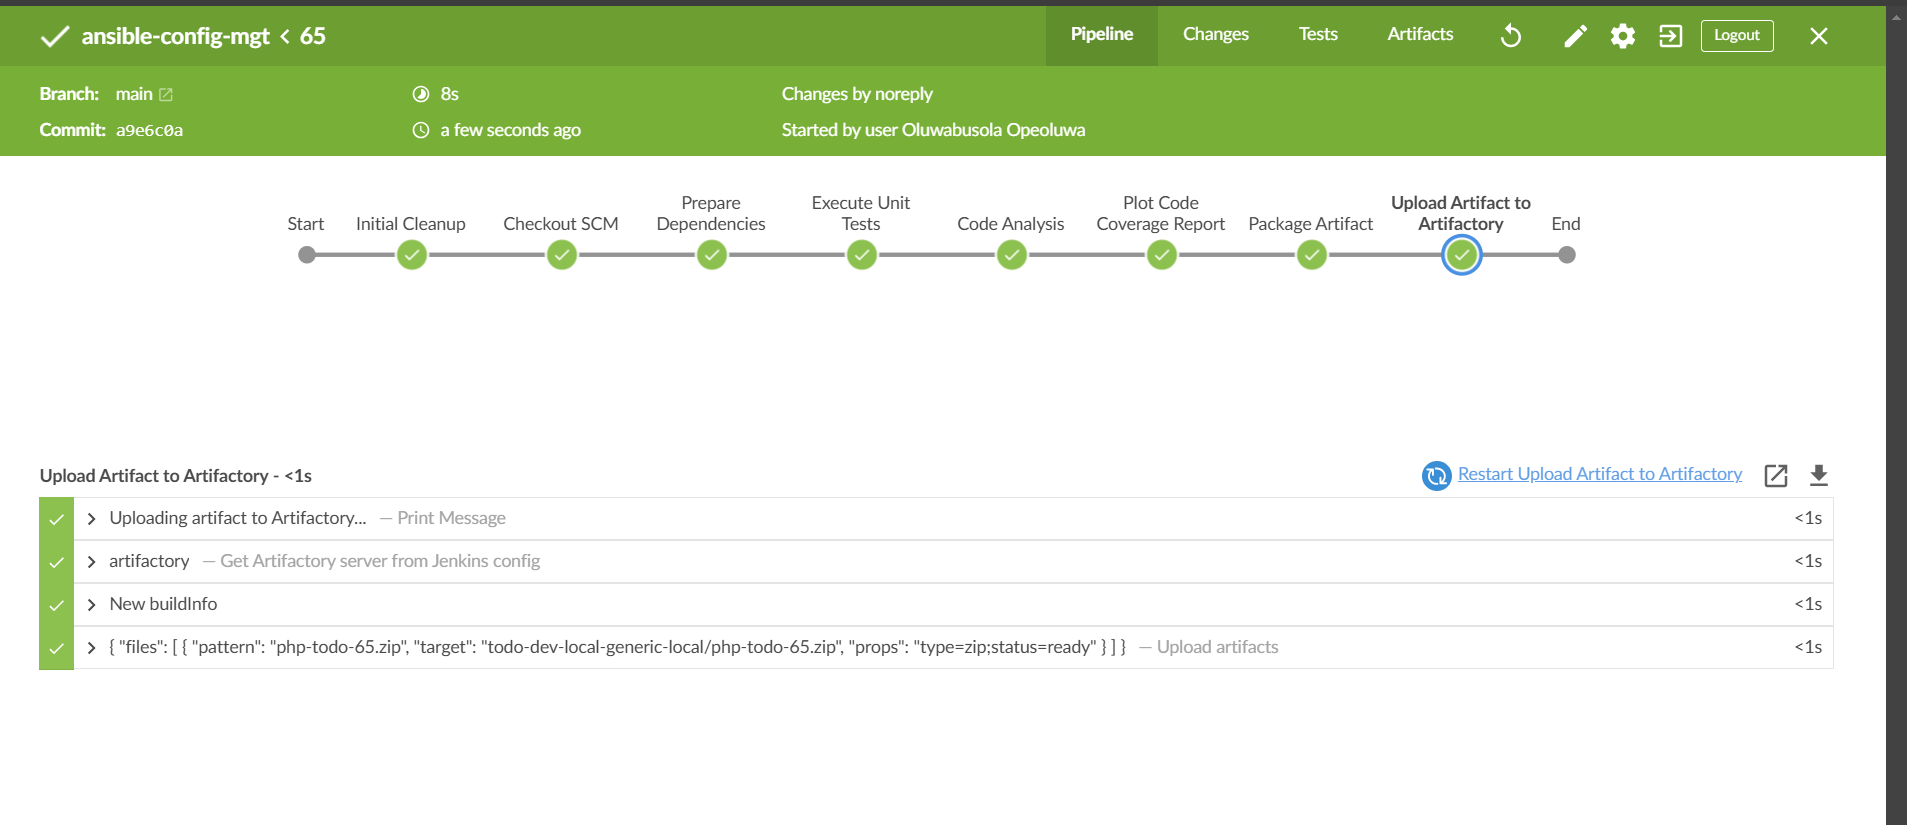 ansible-config-mgt < 65
Pipeline
Changes
Tests
Artifacts
Logout
Branch: main
8s
Changes by noreply
Commit: a9e6c0a
a few seconds ago
Started by user Oluwabusola Opeoluwa
Start
Initial Cleanup
Checkout SCM
Prepare
Dependencies
Execute Unit
Tests
Code Analysis
Plot Code
Coverage Report
Package Artifact
Upload Artifact to
Artifactory
End
Upload Artifact to Artifactory - <1s
Restart Upload Artifact to Artifactory
Uploading artifact to Artifactory... — Print Message <1s
artifactory — Get Artifactory server from Jenkins config <1s
New buildInfo <1s
{ "files": [ { "pattern": "php-todo-65.zip", "target": "todo-dev-local-generic-local/php-todo-65.zip", "props": "type=zip;status=ready" } ] } — Upload artifacts <1s